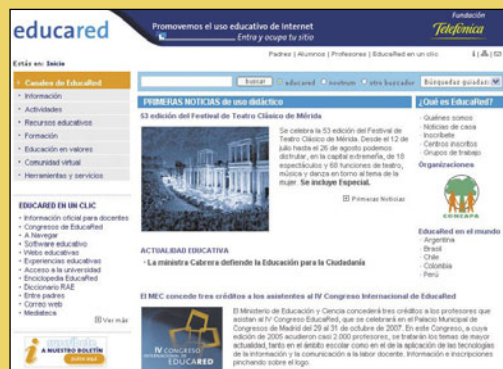 educared
Promovemos el uso educativo de Internet
Entra y ocupa tu sitio
Fundación
Telefónica
Padres | Alumnos | Profesores | EducaRed en un clic
Estás en: Inicio
Canales de EducaRed
Información
Actividades
Recursos educativos
Formación
Educación en valores
Comunidad virtual
Herramientas y servicios
EDUCARED EN UN CLIC
Información oficial para docentes
Congresos de EducaRed
A Navegar
Software educativo
Webs educativas
Experiencias educativas
Acceso a la universidad
Enciclopedia EducaRed
Diccionario RAE
Entre padres
Correo web
Mediateca
Ver más
suscríbete
A NUESTRO BOLETÍN
buscar educared neutrum otro buscador Búsquedas guiadas
PRIMERAS NOTICIAS de uso didáctico
53 edición del Festival de Teatro Clásico de Mérida
Se celebra la 53 edición del Festival de
Teatro Clásico de Mérida. Desde el 12 de
julio hasta el 26 de agosto podemos
disfrutar, en la capital extremeña, de 10
espectáculos y 68 funciones de teatro,
música y danza en torno al tema de la
mujer. Se incluye Especial.
Primeras Noticias
ACTUALIDAD EDUCATIVA
- La ministra Cabrera defiende la Educación para la Ciudadanía
El MEC concede tres créditos a los asistentes al IV Congreso Internacional de EducaRed
IV CONGRESO
INTERNACIONAL DE
EDUCARED
El Ministerio de Educación y Ciencia concederá tres créditos a los profesores que
asistan al IV Congreso EducaRed, que se celebrará en el Palacio Municipal de
Congresos de Madrid del 29 al 31 de octubre de 2007. En este Congreso, a cuya
edición de 2005 acudieron casi 2.000 profesores, se tratarán los temas de mayor
actualidad, tanto en el ámbito escolar como en el de la aplicación de las tecnologías
de la información y la comunicación a la labor docente. Información e inscripciones
pinchando sobre el logo.
¿Qué es EducaRed?
Quiénes somos
Noticias de casa
Inscríbete
Centros inscritos
Grupos de trabajo
Organizaciones
CONCAPA
EducaRed en el mundo
Argentina
Brasil
Chile
Colombia
Perú